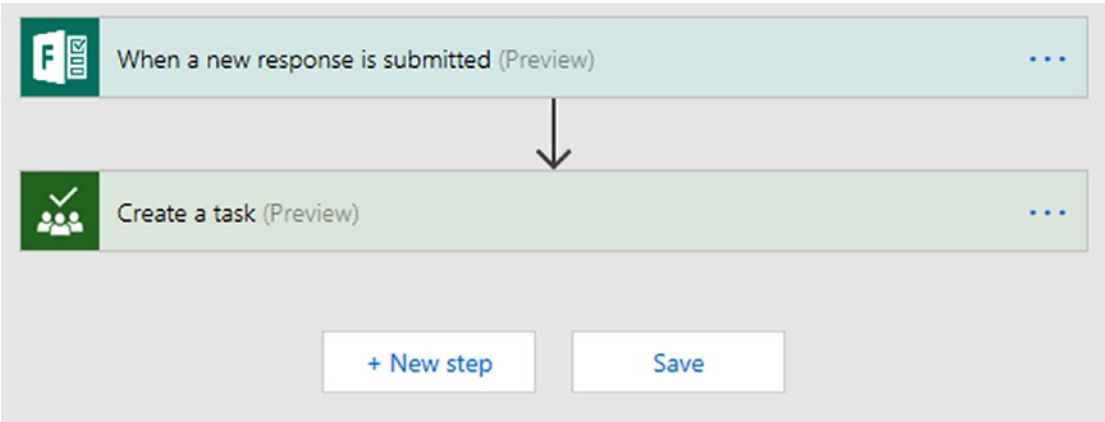 F
When a new response is submitted (Preview)
Create a task (Preview)
+ New step
Save